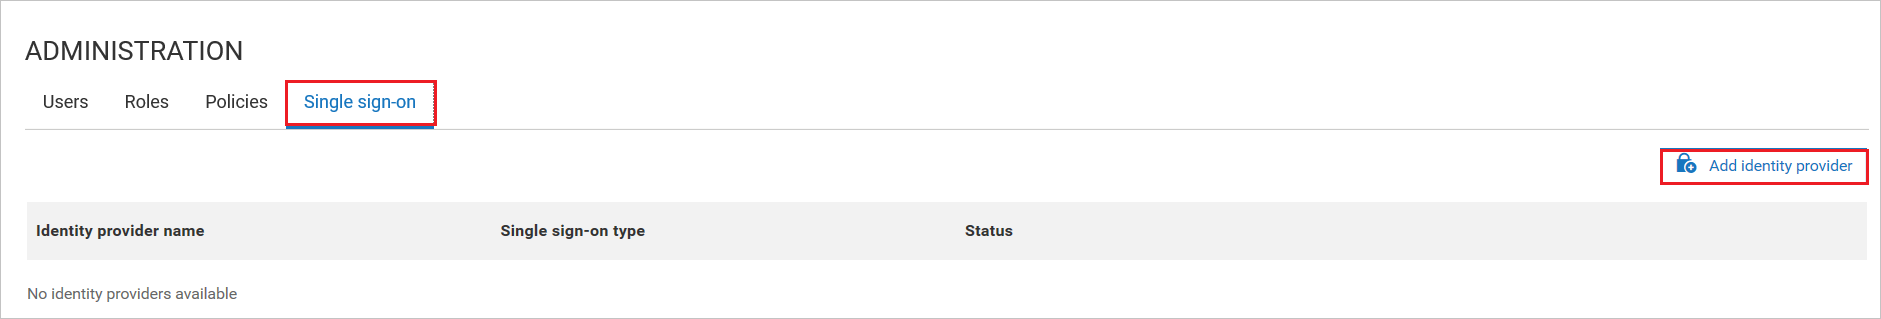 ADMINISTRATION
Users Roles Policies Single sign-on
Add identity provider
Identity provider name Single sign-on type Status
No identity providers available